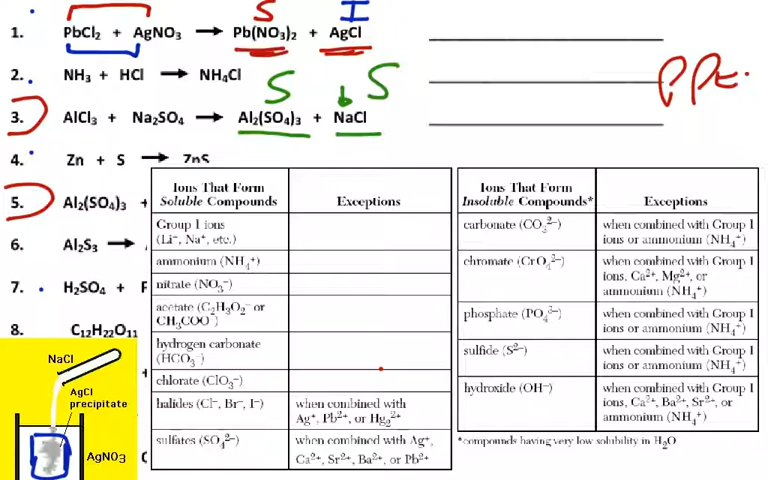 S I
1. PbCl₂ + AgNO₃ → Pb(NO₃)₂ + AgCl
2. NH₃ + HCl → NH₄Cl
PPt.
S S
3. AlCl₃ + Na₂SO₄ → Al₂(SO₄)₃ + NaCl
4. Zn + S → ZnS
5. Al₂(SO₄)₃ +
6. Al₂S₃ →
7. H₂SO₄ +
8. C₁₂H₂₂O₁₁
Ions That Form
Soluble Compounds
Exceptions
Group 1 ions
(Li⁺, Na⁺, etc.)
ammonium (NH₄⁺)
nitrate (NO₃⁻)
acetate (C₂H₃O₂⁻ or
CH₃COO⁻)
hydrogen carbonate
(HCO₃⁻)
chlorate (ClO₃⁻)
halides (Cl⁻, Br⁻, I⁻)
when combined with
Ag⁺, Pb²⁺, or Hg₂²⁺
sulfates (SO₄²⁻)
when combined with Ag⁺,
Ca²⁺, Sr²⁺, Ba²⁺, or Pb²⁺
Ions That Form
Insoluble Compounds*
Exceptions
carbonate (CO₃²⁻)
when combined with Group 1
ions or ammonium (NH₄⁺)
chromate (CrO₄²⁻)
when combined with Group 1
ions, Ca²⁺, Mg²⁺, or
ammonium (NH₄⁺)
phosphate (PO₄³⁻)
when combined with Group 1
ions or ammonium (NH₄⁺)
sulfide (S²⁻)
when combined with Group 1
ions or ammonium (NH₄⁺)
hydroxide (OH⁻)
when combined with Group 1
ions, Ca²⁺, Ba²⁺, Sr²⁺, or
ammonium (NH₄⁺)
*compounds having very low solubility in H₂O
NaCl
AgCl
precipitate
AgNO₃